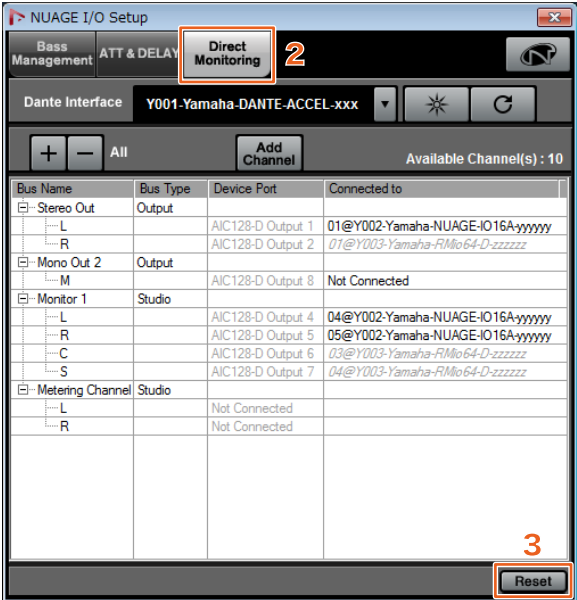 NUAGE I/O Setup
Bass Management ATT & DELAY Direct Monitoring 2
Dante Interface Y001-Yamaha-DANTE-ACCEL-xxx
All Add Channel Available Channel(s) : 10
Bus Name Bus Type Device Port Connected to
Stereo Out Output
L AIC128-D Output 1 01@Y002-Yamaha-NUAGE-IO16A-yyyyyy
R AIC128-D Output 2 01@Y003-Yamaha-RMio64-D-zzzzzz
Mono Out 2 Output
M AIC128-D Output 8 Not Connected
Monitor 1 Studio
L AIC128-D Output 4 04@Y002-Yamaha-NUAGE-IO16A-yyyyyy
R AIC128-D Output 5 05@Y002-Yamaha-NUAGE-IO16A-yyyyyy
C AIC128-D Output 6 03@Y003-Yamaha-RMio64-D-zzzzzz
S AIC128-D Output 7 04@Y003-Yamaha-RMio64-D-zzzzzz
Metering Channel Studio
L Not Connected
R Not Connected
3
Reset